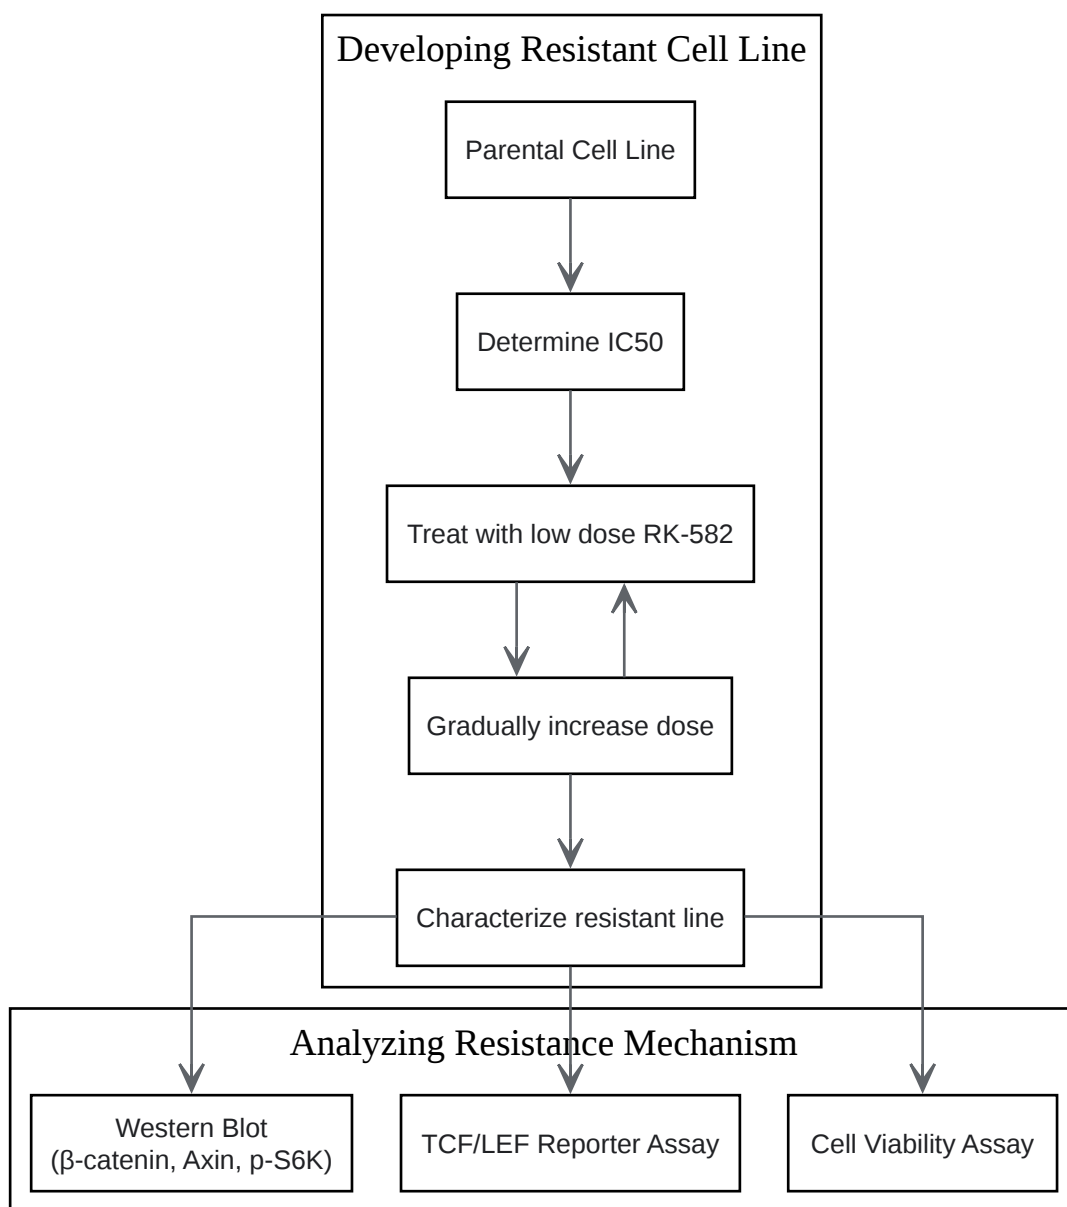 Developing Resistant Cell Line
Parental Cell Line
Determine IC50
Treat with low dose RK-582
Gradually increase dose
Characterize resistant line
Analyzing Resistance Mechanism
Western Blot
(β-catenin, Axin, p-S6K)
TCF/LEF Reporter Assay
Cell Viability Assay